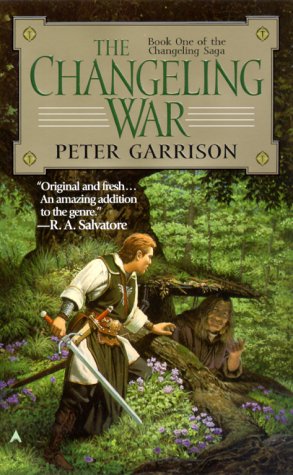 Book One of the
Changeling Saga
THE
CHANGELING
WAR
PETER GARRISON
“Original and fresh...
An amazing addition
to the genre.”
—R. A. Salvatore